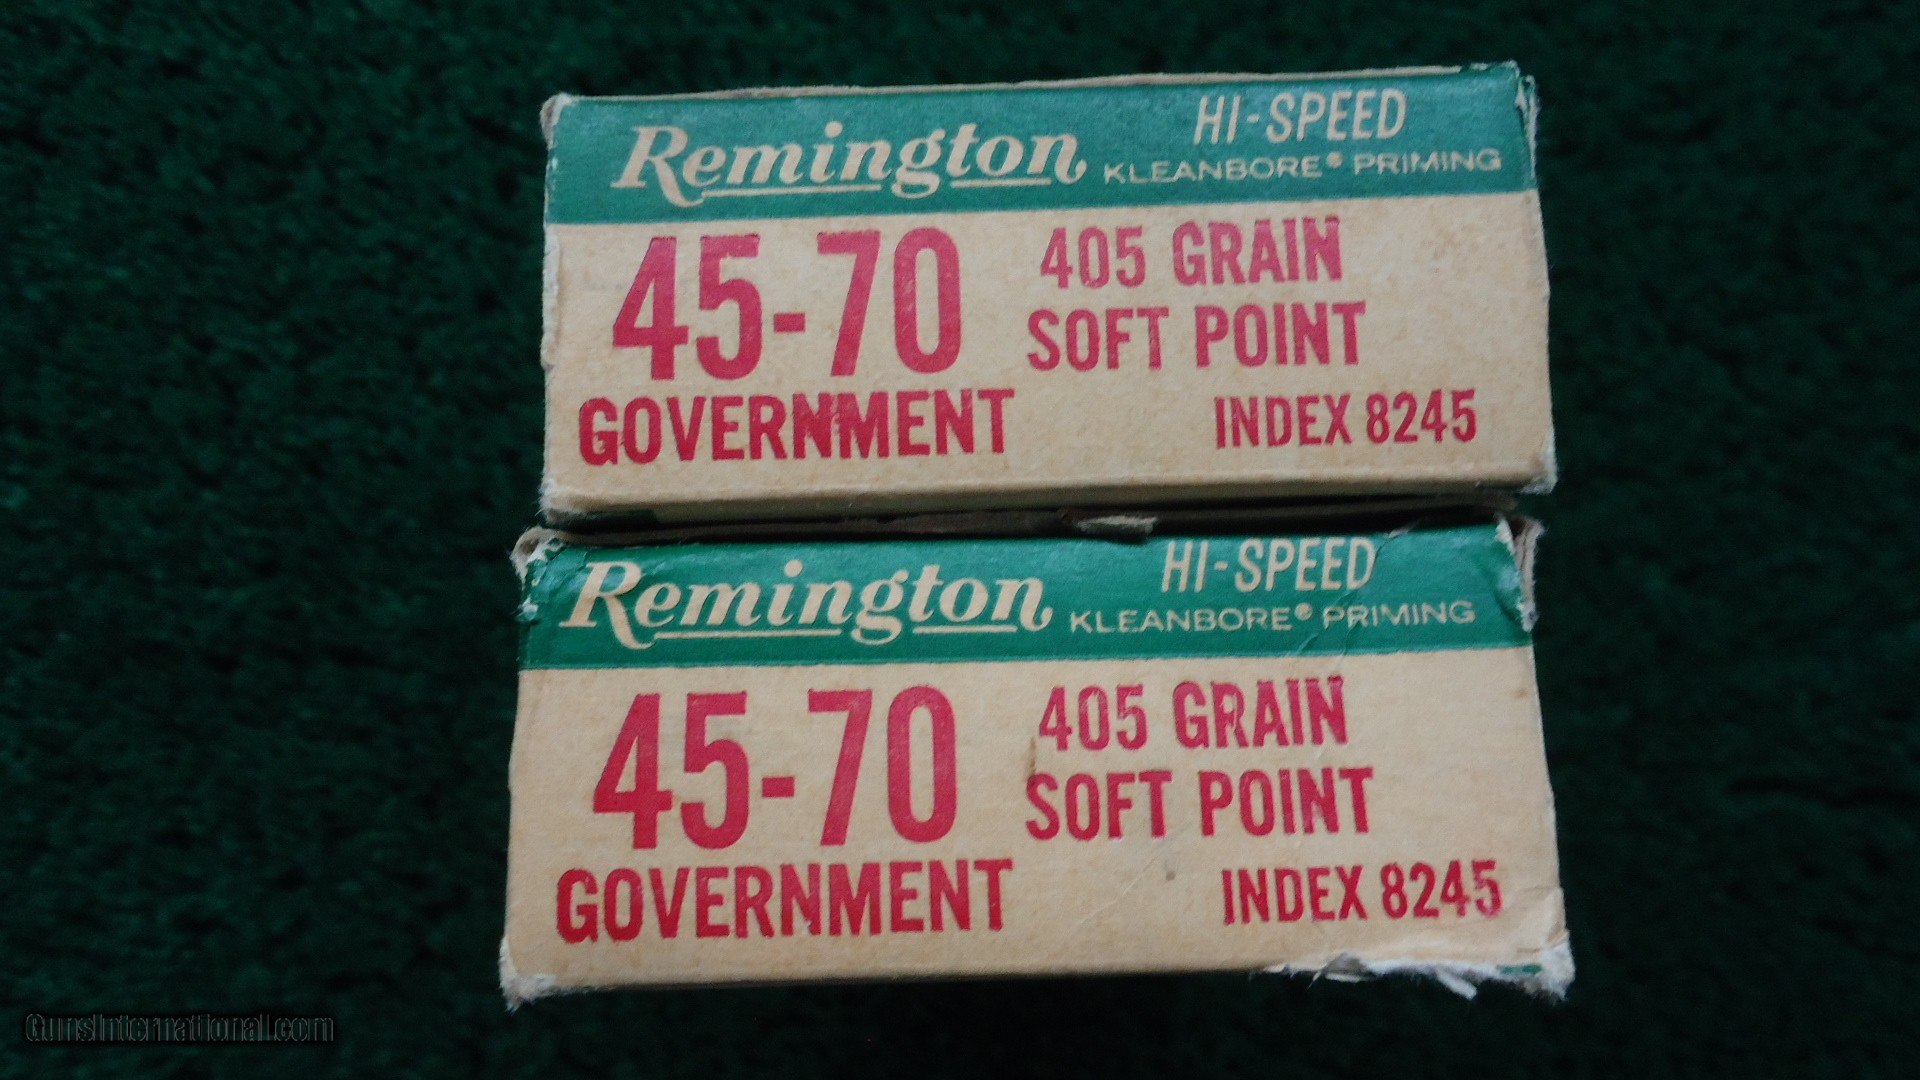 Remington HI-SPEED
KLEANBORE® PRIMING
45-70 405 GRAIN
SOFT POINT
GOVERNMENT INDEX 8245
Remington HI-SPEED
KLEANBORE® PRIMING
45-70 405 GRAIN
SOFT POINT
GOVERNMENT INDEX 8245
GunsInternational.com